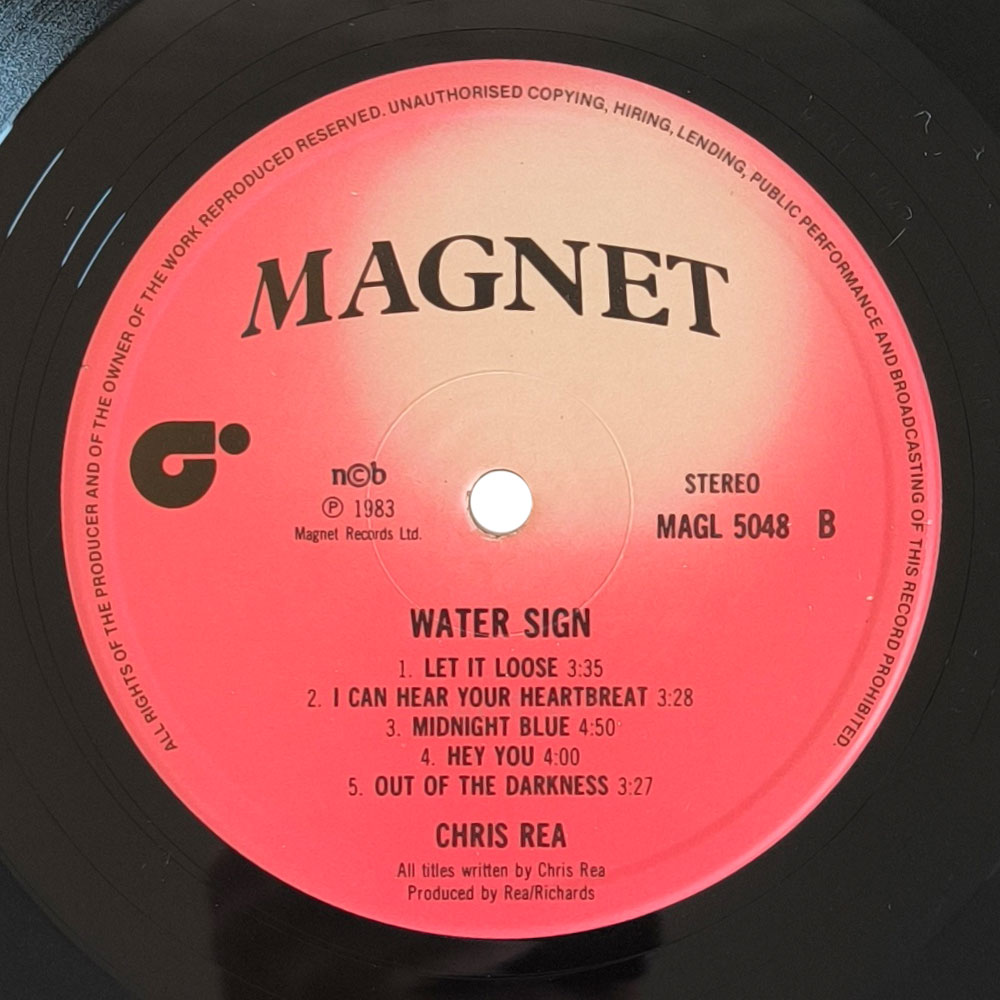 ALL RIGHTS OF THE PRODUCER AND OF THE OWNER OF THE WORK REPRODUCED RESERVED. UNAUTHORISED COPYING, HIRING, LENDING, PUBLIC PERFORMANCE AND BROADCASTING OF THIS RECORD PROHIBITED.
MAGNET
n©b
℗ 1983
Magnet Records Ltd.
STEREO
MAGL 5048 B
WATER SIGN
1. LET IT LOOSE 3:35
2. I CAN HEAR YOUR HEARTBREAT 3:28
3. MIDNIGHT BLUE 4:50
4. HEY YOU 4:00
5. OUT OF THE DARKNESS 3:27
CHRIS REA
All titles written by Chris Rea
Produced by Rea/Richards